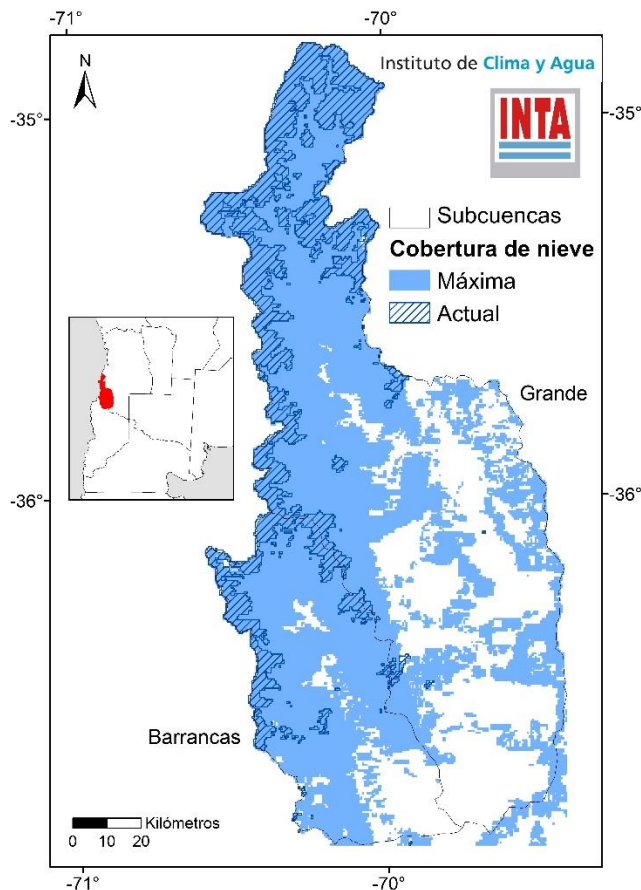 -71°
-70°
N
Instituto de Clima y Agua
-35°
-35°
INTA
Subcuencas
Cobertura de nieve
Máxima
Actual
Grande
-36°
-36°
Barrancas
Kilómetros
0 10 20
-71°
-70°